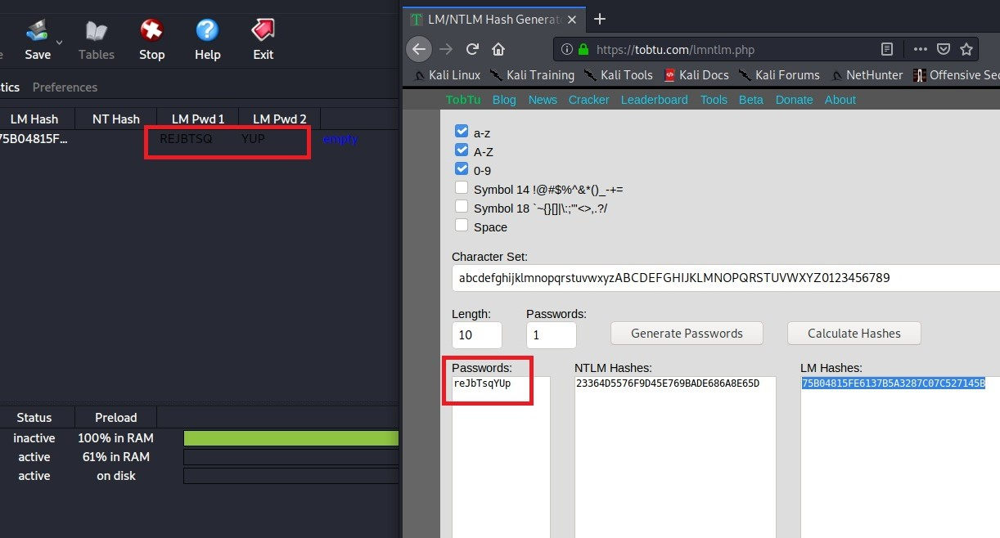 Save Tables Stop Help Exit
tics Preferences
LM Hash NT Hash LM Pwd 1 LM Pwd 2
75B04815F... REJBTSQ YUP empty
Status Preload
inactive 100% in RAM
active 61% in RAM
active on disk
T LM/NTLM Hash Generat
https://tobtu.com/lmntlm.php
Kali Linux Kali Training Kali Tools Kali Docs Kali Forums NetHunter Offensive Sec
TobTu Blog News Cracker Leaderboard Tools Beta Donate About
a-z
A-Z
0-9
Symbol 14 !@#$%^&*()_-+=
Symbol 18 `~{}[]|\:;"'<>,.?/
Space
Character Set:
abcdefghijklmnopqrstuvwxyzABCDEFGHIJKLMNOPQRSTUVWXYZ0123456789
Length: Passwords:
10 1 Generate Passwords Calculate Hashes
Passwords: NTLM Hashes: LM Hashes:
reJbTsqYUp 23364D5576F9D45E769BADE686A8E65D 75B04815FE6137B5A3287C07C527145B